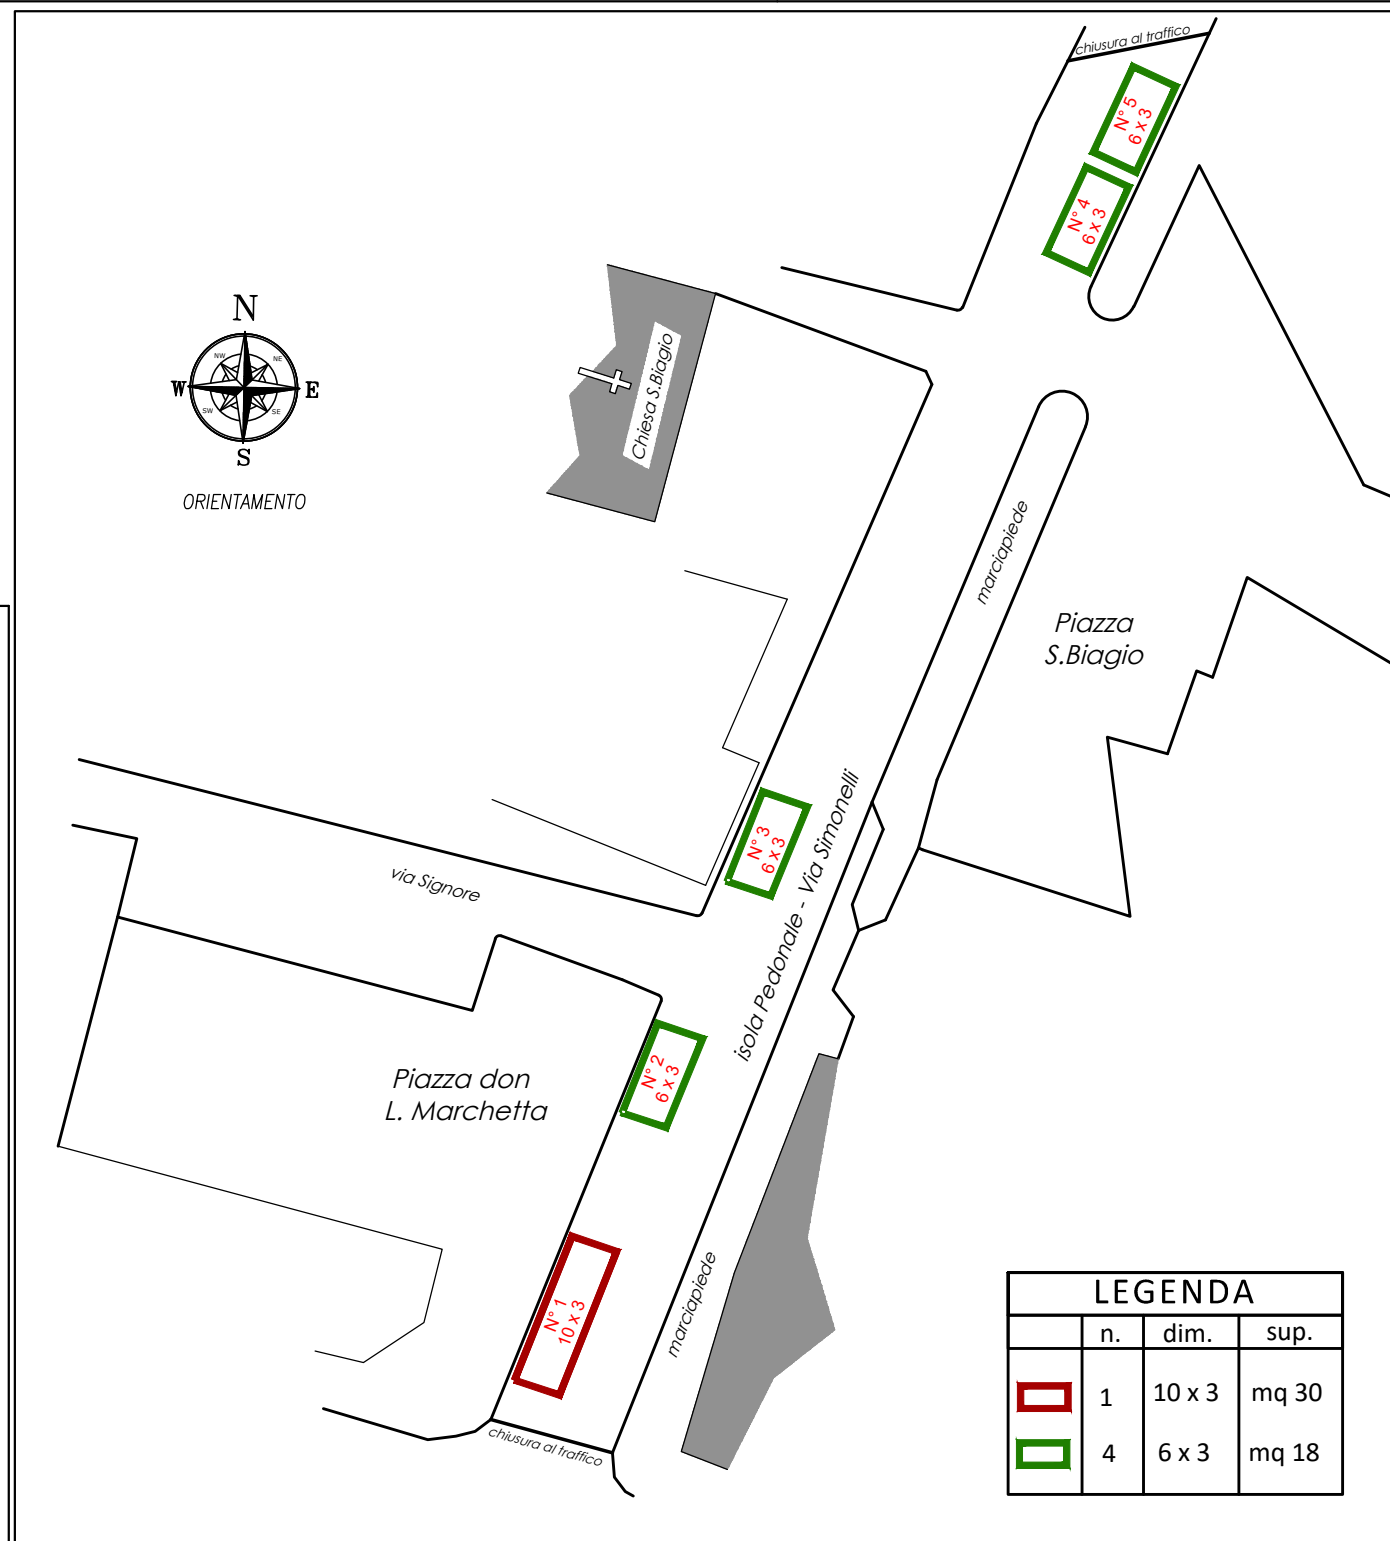 chiusura al traffico
N° 5
6 x 3
N° 4
6 x 3
N
NW
NE
W
E
SW
SE
S
ORIENTAMENTO
Chiesa S.Biagio
marciapiede
Piazza
S.Biagio
N° 3
6 x 3
isola Pedonale - Via Simonelli
via Signore
N° 2
6 x 3
Piazza don
L. Marchetta
N° 1
10 x 3
marciapiede
chiusura al traffico
LEGENDA
n. dim. sup.
1 10 x 3 mq 30
4 6 x 3 mq 18